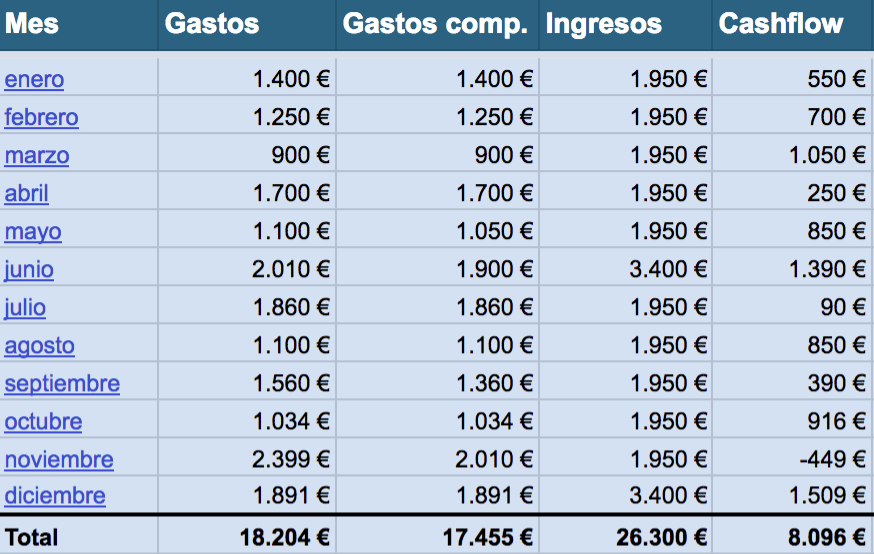 Mes Gastos Gastos comp. Ingresos Cashflow
enero 1.400 € 1.400 € 1.950 € 550 €
febrero 1.250 € 1.250 € 1.950 € 700 €
marzo 900 € 900 € 1.950 € 1.050 €
abril 1.700 € 1.700 € 1.950 € 250 €
mayo 1.100 € 1.050 € 1.950 € 850 €
junio 2.010 € 1.900 € 3.400 € 1.390 €
julio 1.860 € 1.860 € 1.950 € 90 €
agosto 1.100 € 1.100 € 1.950 € 850 €
septiembre 1.560 € 1.360 € 1.950 € 390 €
octubre 1.034 € 1.034 € 1.950 € 916 €
noviembre 2.399 € 2.010 € 1.950 € -449 €
diciembre 1.891 € 1.891 € 3.400 € 1.509 €
Total 18.204 € 17.455 € 26.300 € 8.096 €